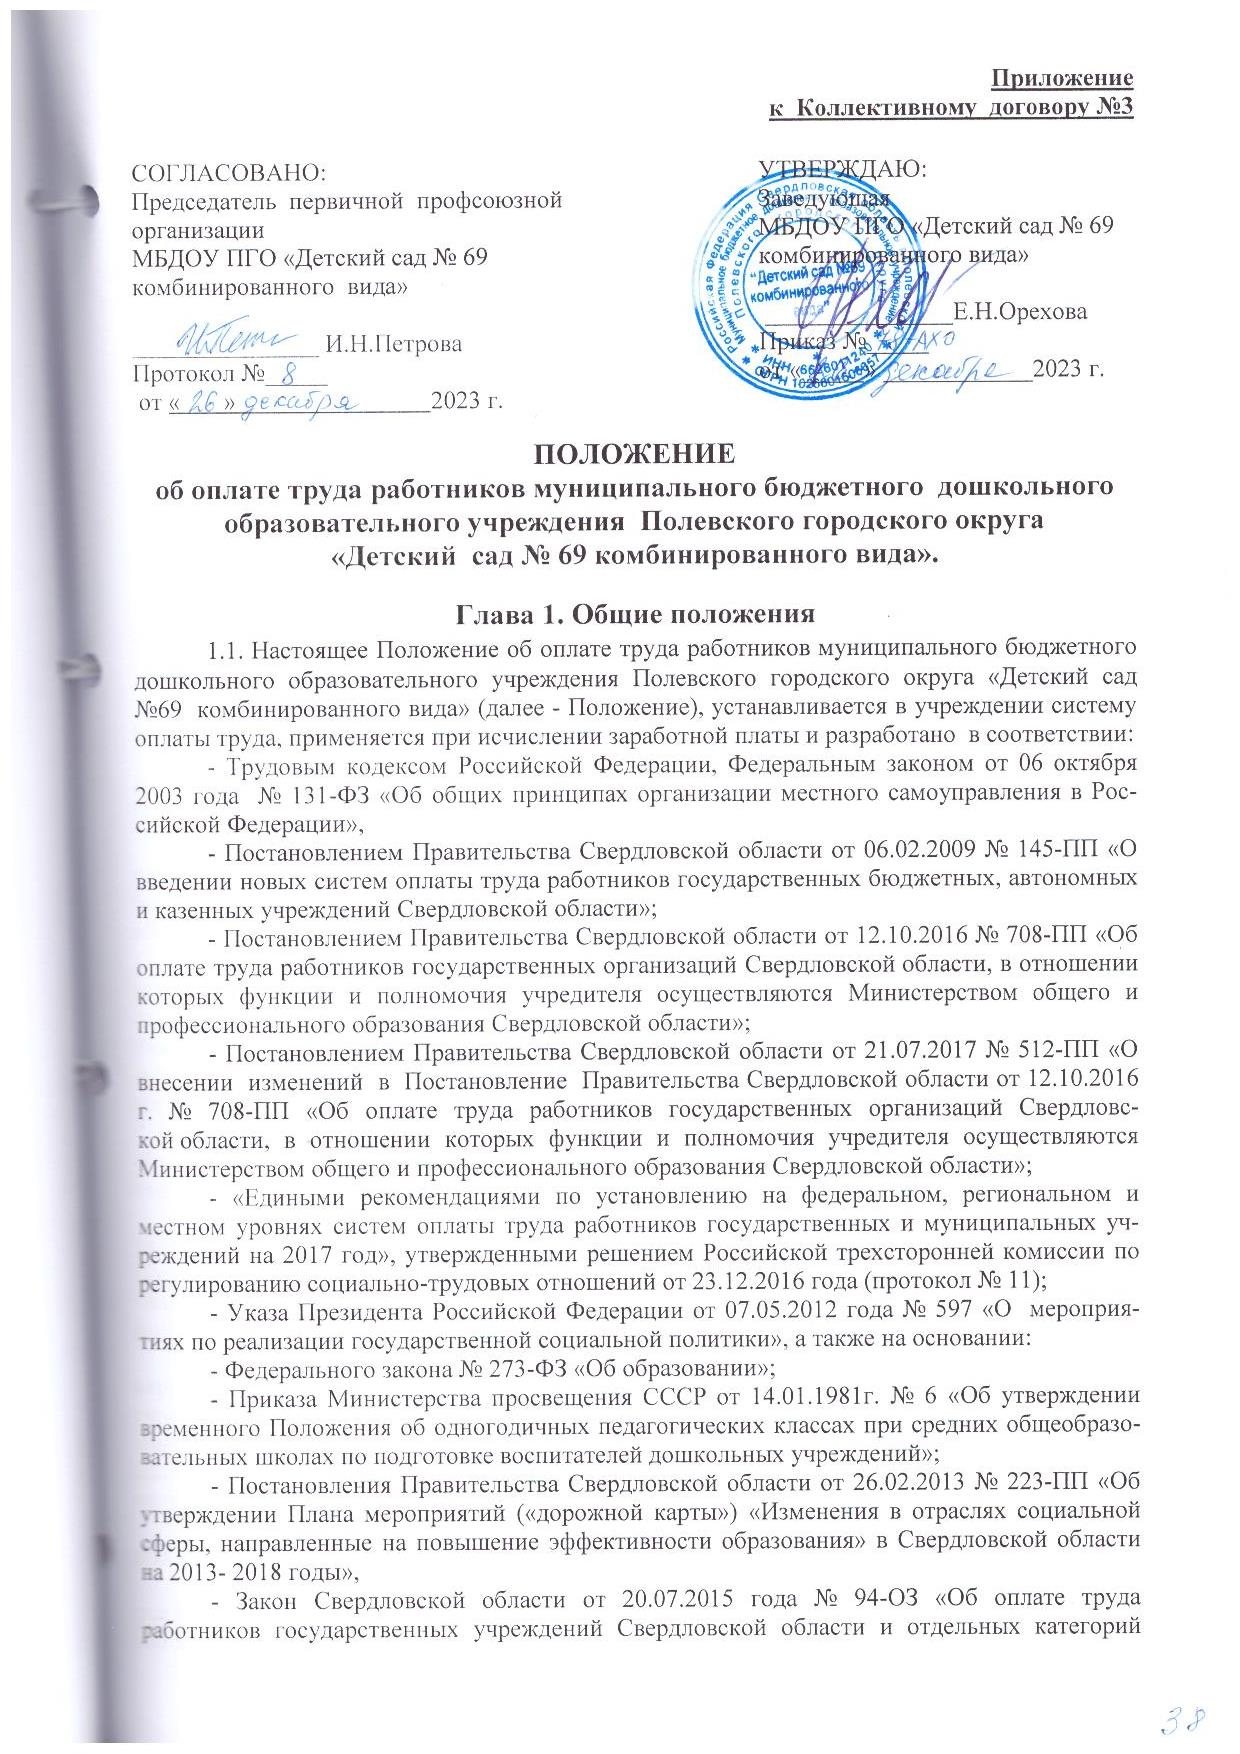 Приложение
к Коллективному договору №3
СОГЛАСОВАНО:
Председатель первичной профсоюзной
организации
МБДОУ ПГО «Детский сад № 69
комбинированного вида»
И.Н.Петрова
Протокол № 8
от « 26 » декабря 2023 г.
УТВЕРЖДАЮ:
Заведующая
МБДОУ ПГО «Детский сад № 69
комбинированного вида»
Е.Н.Орехова
Приказ №
от « » декабря 2023 г.
"Детский сад №69
комбинированного
вида"
ПОЛОЖЕНИЕ
об оплате труда работников муниципального бюджетного дошкольного
образовательного учреждения Полевского городского округа
«Детский сад № 69 комбинированного вида».
Глава 1. Общие положения
1.1. Настоящее Положение об оплате труда работников муниципального бюджетного
дошкольного образовательного учреждения Полевского городского округа «Детский сад
№69 комбинированного вида» (далее - Положение), устанавливается в учреждении систему
оплаты труда, применяется при исчислении заработной платы и разработано в соответствии:
- Трудовым кодексом Российской Федерации, Федеральным законом от 06 октября
2003 года № 131-ФЗ «Об общих принципах организации местного самоуправления в Рос-
сийской Федерации»,
- Постановлением Правительства Свердловской области от 06.02.2009 № 145-ПП «О
введении новых систем оплаты труда работников государственных бюджетных, автономных
и казенных учреждений Свердловской области»;
- Постановлением Правительства Свердловской области от 12.10.2016 № 708-ПП «Об
оплате труда работников государственных организаций Свердловской области, в отношении
которых функции и полномочия учредителя осуществляются Министерством общего и
профессионального образования Свердловской области»;
- Постановлением Правительства Свердловской области от 21.07.2017 № 512-ПП «О
внесении изменений в Постановление Правительства Свердловской области от 12.10.2016
г. № 708-ПП «Об оплате труда работников государственных организаций Свердловс-
кой области, в отношении которых функции и полномочия учредителя осуществляются
Министерством общего и профессионального образования Свердловской области»;
- «Едиными рекомендациями по установлению на федеральном, региональном и
местном уровнях систем оплаты труда работников государственных и муниципальных уч-
реждений на 2017 год», утвержденными решением Российской трехсторонней комиссии по
регулированию социально-трудовых отношений от 23.12.2016 года (протокол № 11);
- Указа Президента Российской Федерации от 07.05.2012 года № 597 «О мероприя-
тиях по реализации государственной социальной политики», а также на основании:
- Федерального закона № 273-ФЗ «Об образовании»;
- Приказа Министерства просвещения СССР от 14.01.1981г. № 6 «Об утверждении
временного Положения об одногодичных педагогических классах при средних общеобразо-
вательных школах по подготовке воспитателей дошкольных учреждений»;
- Постановления Правительства Свердловской области от 26.02.2013 № 223-ПП «Об
утверждении Плана мероприятий («дорожной карты») «Изменения в отраслях социальной
сферы, направленные на повышение эффективности образования» в Свердловской области
на 2013- 2018 годы»,
- Закон Свердловской области от 20.07.2015 года № 94-ОЗ «Об оплате труда
работников государственных учреждений Свердловской области и отдельных категорий
38